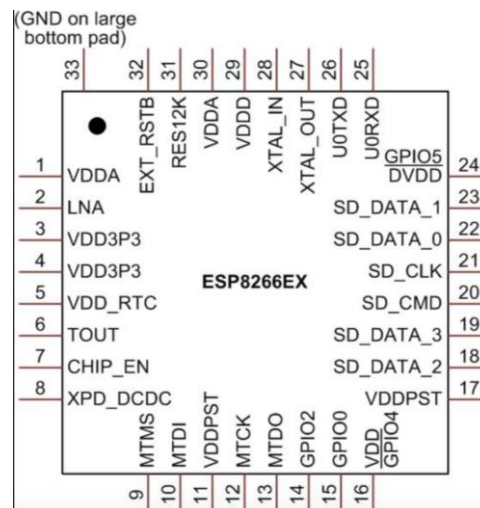 (GND on large
bottom pad)
33
32
31
30
29
28
27
26
25
EXT_RSTB
RES12K
VDDA
VDDD
XTAL_IN
XTAL_OUT
U0TXD
U0RXD
1 VDDA
2 LNA
3 VDD3P3
4 VDD3P3
5 VDD_RTC
6 TOUT
7 CHIP_EN
8 XPD_DCDC
ESP8266EX
GPIO5
DVDD 24
SD_DATA_1 23
SD_DATA_0 22
SD_CLK 21
SD_CMD 20
SD_DATA_3 19
SD_DATA_2 18
VDDPST 17
MTMS
MTDI
VDDPST
MTCK
MTDO
GPIO2
GPIO0
VDD
GPIO4
9
10
11
12
13
14
15
16